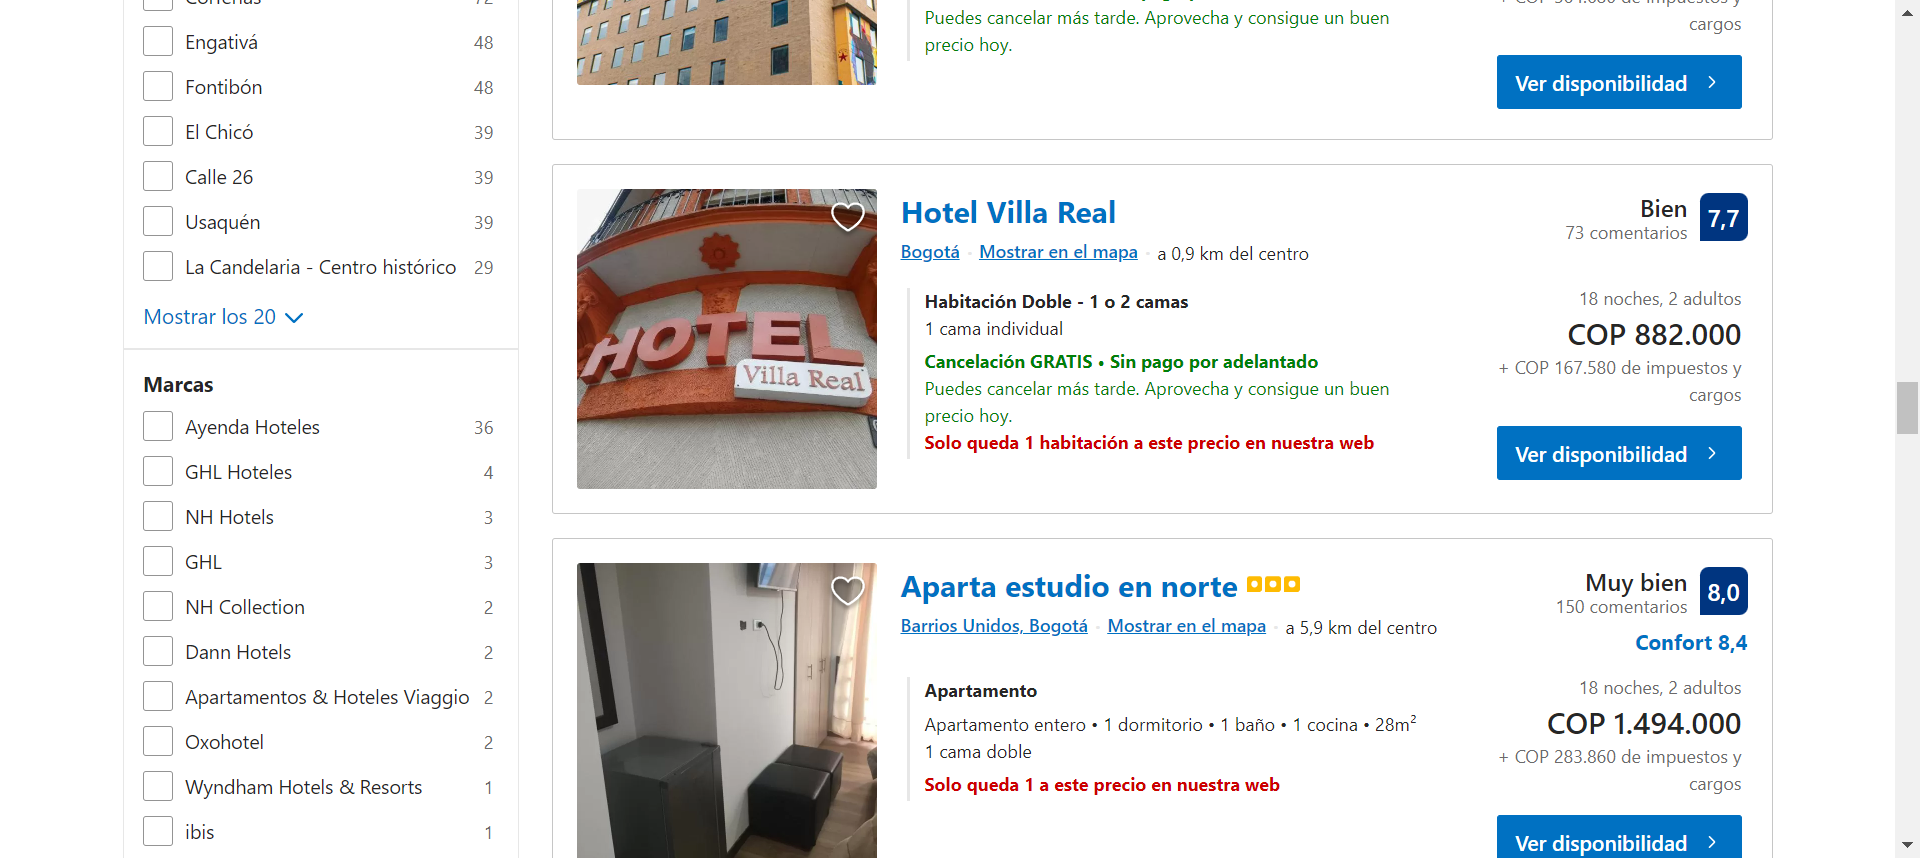 Engativá 48
Fontibón 48
El Chicó 39
Calle 26 39
Usaquén 39
La Candelaria - Centro histórico 29
Mostrar los 20
Marcas
Ayenda Hoteles 36
GHL Hoteles 4
NH Hotels 3
GHL 3
NH Collection 2
Dann Hotels 2
Apartamentos & Hoteles Viaggio 2
Oxohotel 2
Wyndham Hotels & Resorts 1
ibis 1
Puedes cancelar más tarde. Aprovecha y consigue un buen
precio hoy.
cargos
Ver disponibilidad
HOTEL
Villa Real
Hotel Villa Real
Bogotá Mostrar en el mapa a 0,9 km del centro
Habitación Doble - 1 o 2 camas
1 cama individual
Cancelación GRATIS • Sin pago por adelantado
Puedes cancelar más tarde. Aprovecha y consigue un buen
precio hoy.
Solo queda 1 habitación a este precio en nuestra web
Bien 7,7
73 comentarios
18 noches, 2 adultos
COP 882.000
+ COP 167.580 de impuestos y
cargos
Ver disponibilidad
Aparta estudio en norte
Barrios Unidos, Bogotá Mostrar en el mapa a 5,9 km del centro
Apartamento
Apartamento entero • 1 dormitorio • 1 baño • 1 cocina • 28m²
1 cama doble
Solo queda 1 a este precio en nuestra web
Muy bien 8,0
150 comentarios
Confort 8,4
18 noches, 2 adultos
COP 1.494.000
+ COP 283.860 de impuestos y
cargos
Ver disponibilidad